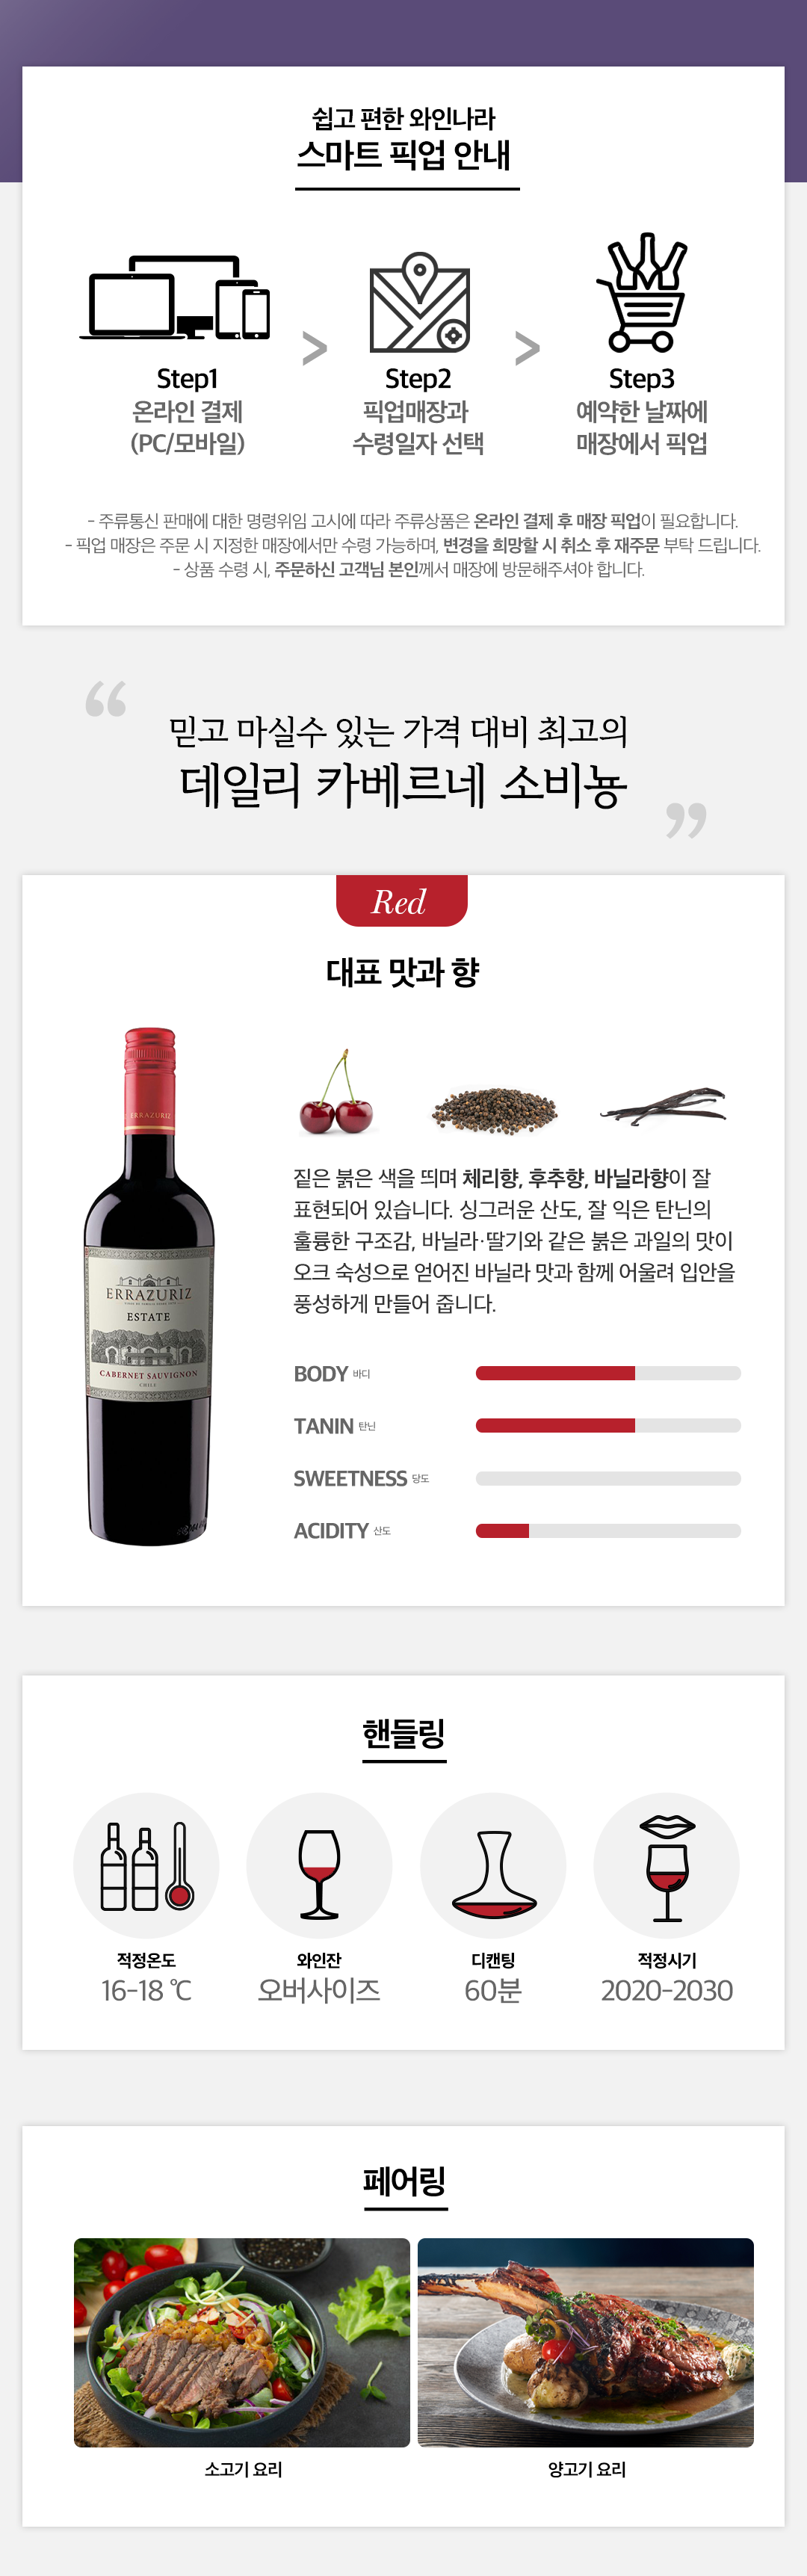 쉽고 편한 와인나라
스마트 픽업 안내
Step1
온라인 결제
(PC/모바일)
>
Step2
픽업매장과
수령일자 선택
>
Step3
예약한 날짜에
매장에서 픽업
- 주류통신 판매에 대한 명령위임 고시에 따라 주류상품은 온라인 결제 후 매장 픽업이 필요합니다.
- 픽업 매장은 주문 시 지정한 매장에서만 수령 가능하며, 변경을 희망할 시 취소 후 재주문 부탁 드립니다.
- 상품 수령 시, 주문하신 고객님 본인께서 매장에 방문해주셔야 합니다.
“
믿고 마실수 있는 가격 대비 최고의
데일리 카베르네 소비뇽
”
Red
대표 맛과 향
ERRAZURIZ
ERRAZURIZ
ESTATE
CABERNET SAUVIGNON
CHILE
짙은 붉은 색을 띄며 체리향, 후추향, 바닐라향이 잘
표현되어 있습니다. 싱그러운 산도, 잘 익은 탄닌의
훌륭한 구조감, 바닐라·딸기와 같은 붉은 과일의 맛이
오크 숙성으로 얻어진 바닐라 맛과 함께 어울려 입안을
풍성하게 만들어 줍니다.
BODY 바디
TANIN 탄닌
SWEETNESS 당도
ACIDITY 산도
핸들링
적정온도
16-18 ℃
와인잔
오버사이즈
디캔팅
60분
적정시기
2020-2030
페어링
소고기 요리
양고기 요리